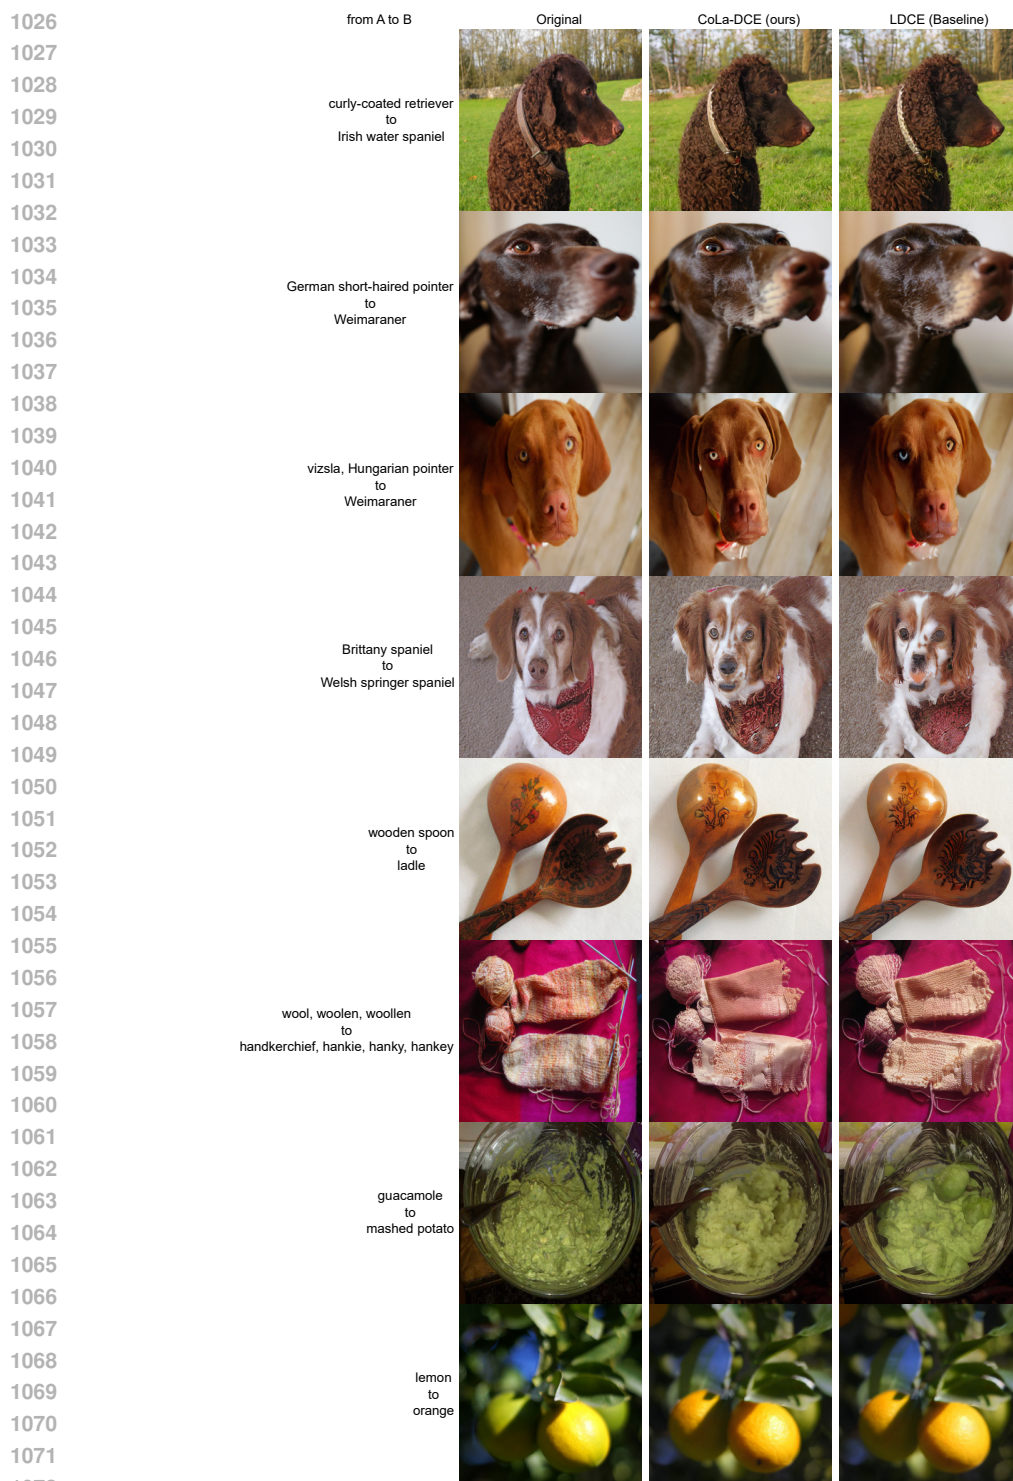 from A to B
Original
CoLa-DCE (ours)
LDCE (Baseline)
1026
1027
1028
1029
1030
1031
1032
1033
1034
1035
1036
1037
1038
1039
1040
1041
1042
1043
1044
1045
1046
1047
1048
1049
1050
1051
1052
1053
1054
1055
1056
1057
1058
1059
1060
1061
1062
1063
1064
1065
1066
1067
1068
1069
1070
1071
curly-coated retriever
to
Irish water spaniel
German short-haired pointer
to
Weimaraner
vizsla, Hungarian pointer
to
Weimaraner
Brittany spaniel
to
Welsh springer spaniel
wooden spoon
to
ladle
wool, woolen, woollen
to
handkerchief, hankie, hanky, hankey
guacamole
to
mashed potato
lemon
to
orange